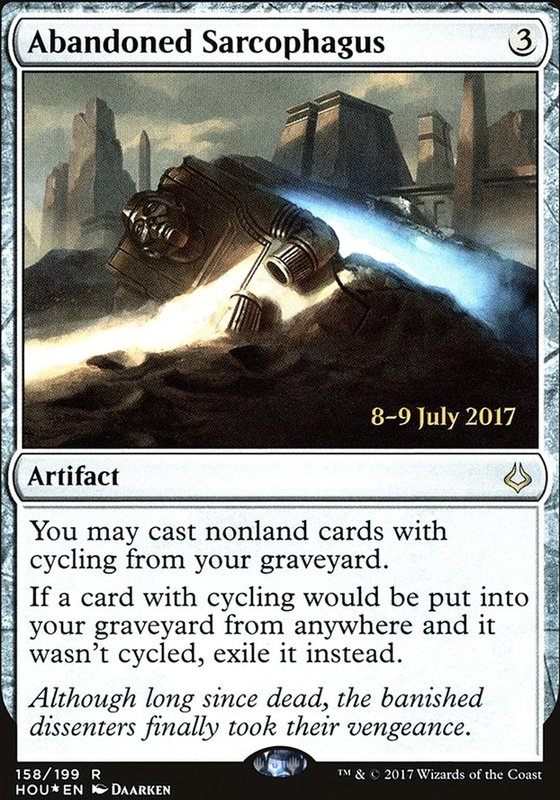 Abandoned Sarcophagus 3
8–9 July 2017
Artifact
You may cast nonland cards with
cycling from your graveyard.
If a card with cycling would be put into
your graveyard from anywhere and it
wasn't cycled, exile it instead.
Although long since dead, the banished
dissenters finally took their vengeance.
158/199 R
HOU★EN Daarken
™ & © 2017 Wizards of the Coast